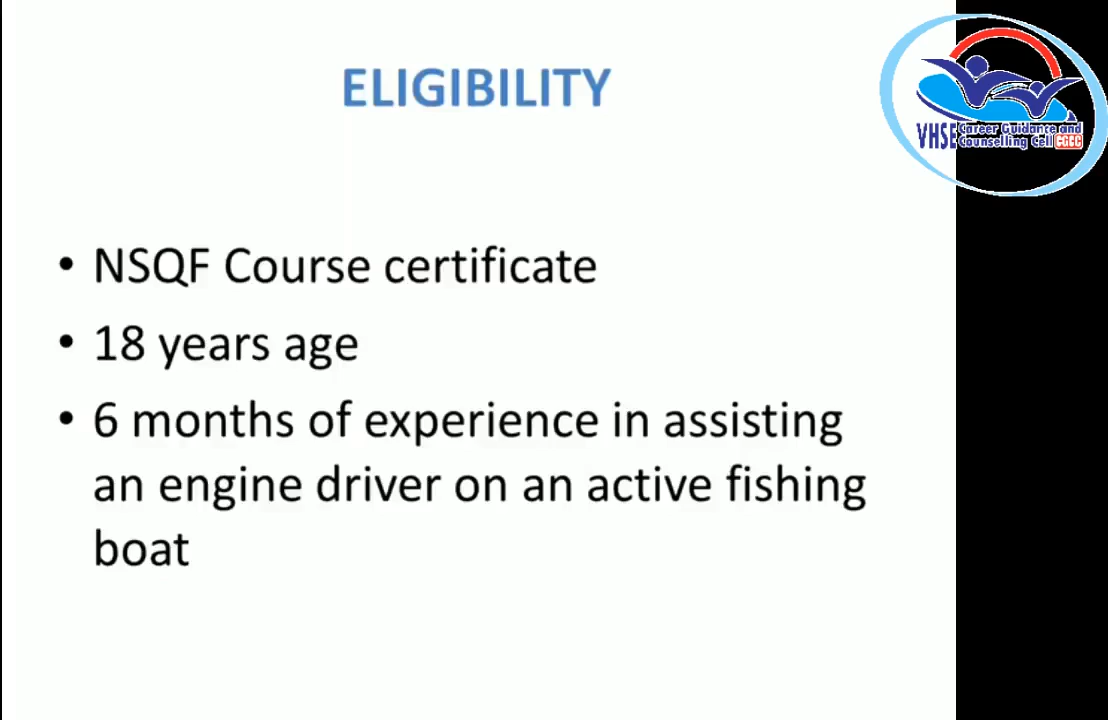 ELIGIBILITY
VHSE Career Guidance and
Counselling Cell CGCC
• NSQF Course certificate
• 18 years age
• 6 months of experience in assisting
an engine driver on an active fishing
boat